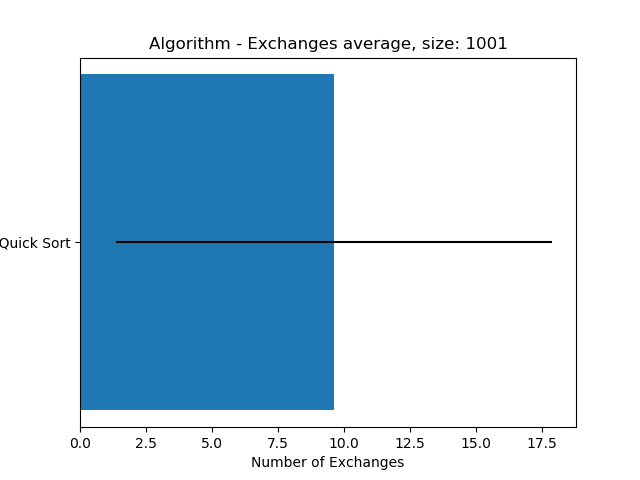 Algorithm - Exchanges average, size: 1001
Quick Sort
0.0 2.5 5.0 7.5 10.0 12.5 15.0 17.5
Number of Exchanges